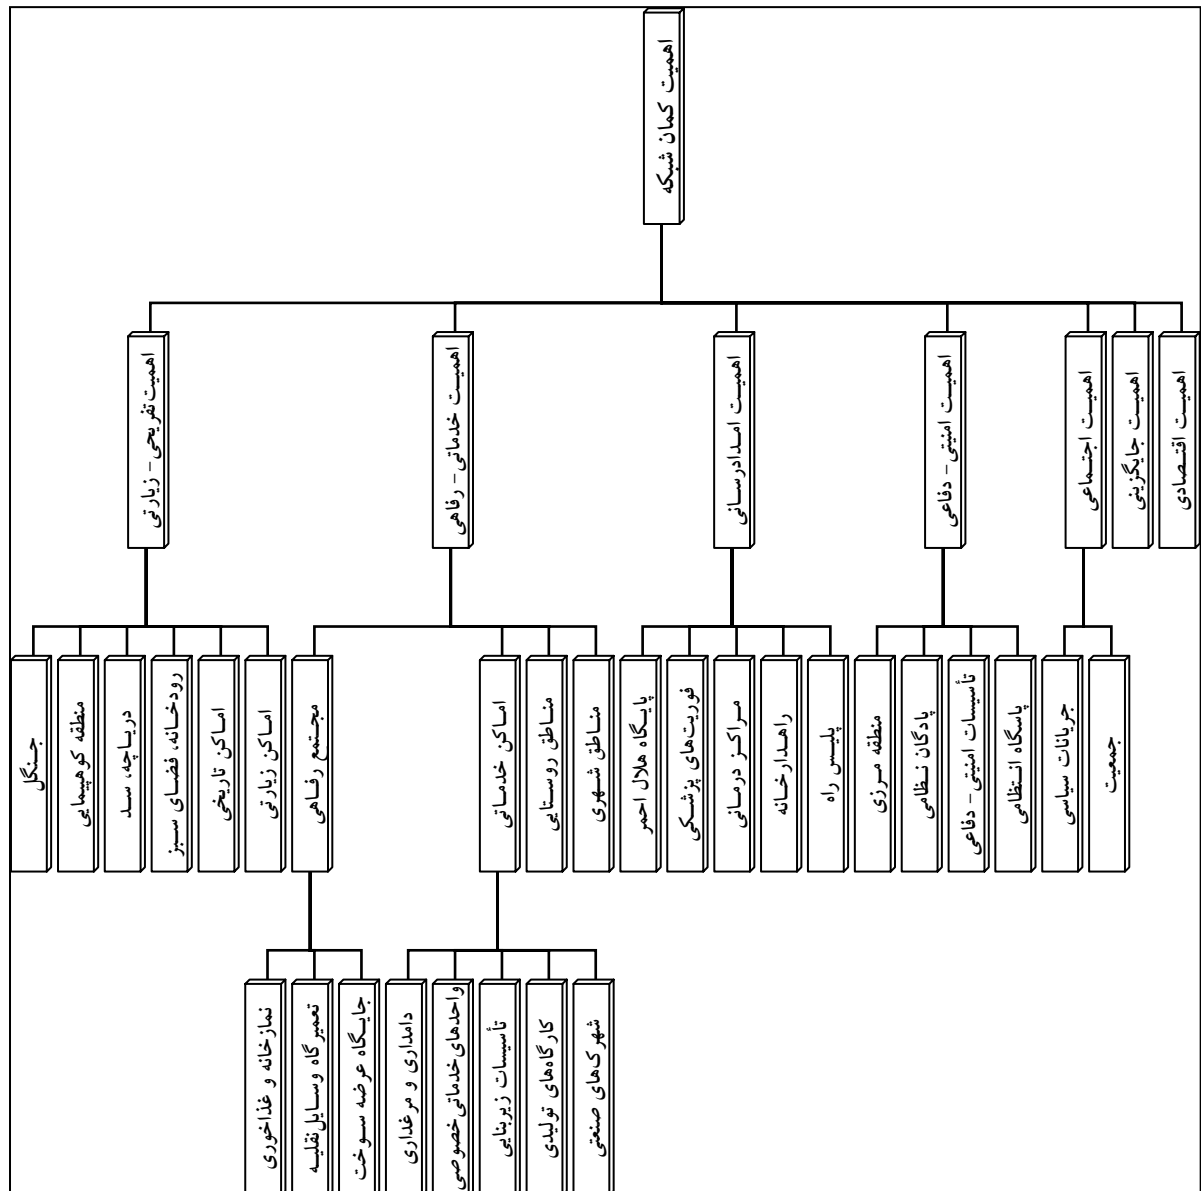 اهمیت کمان شبکه
اهمیت اقتصادی
اهمیت جایگزینی
اهمیت اجتماعی
اهمیت امنیتی - دفاعی
اهمیت امدادرسانی
اهمیت خدماتی - رفاهی
اهمیت تفریحی - زیارتی
جمعیت
جریانات سیاسی
پاسگاه انتظامی
تأسیسات امنیتی - دفاعی
پادگان نظامی
منطقه مرزی
پلیس راه
راهدارخانه
مراکز درمانی
فوریت‌های پزشکی
پایگاه هلال احمر
مناطق شهری
مناطق روستایی
اماکن خدماتی
مجتمع رفاهی
اماکن زیارتی
اماکن تاریخی
رودخانه، فضای سبز
دریاچه، سد
منطقه کوهپیمایی
جنگل
شهرک‌های صنعتی
کارگاه‌های تولیدی
تأسیسات زیربنایی
واحدهای خدماتی خصوصی
دامداری و مرغداری
جایگاه عرضه سوخت
تعمیرگاه وسایل نقلیه
نمازخانه و غذاخوری